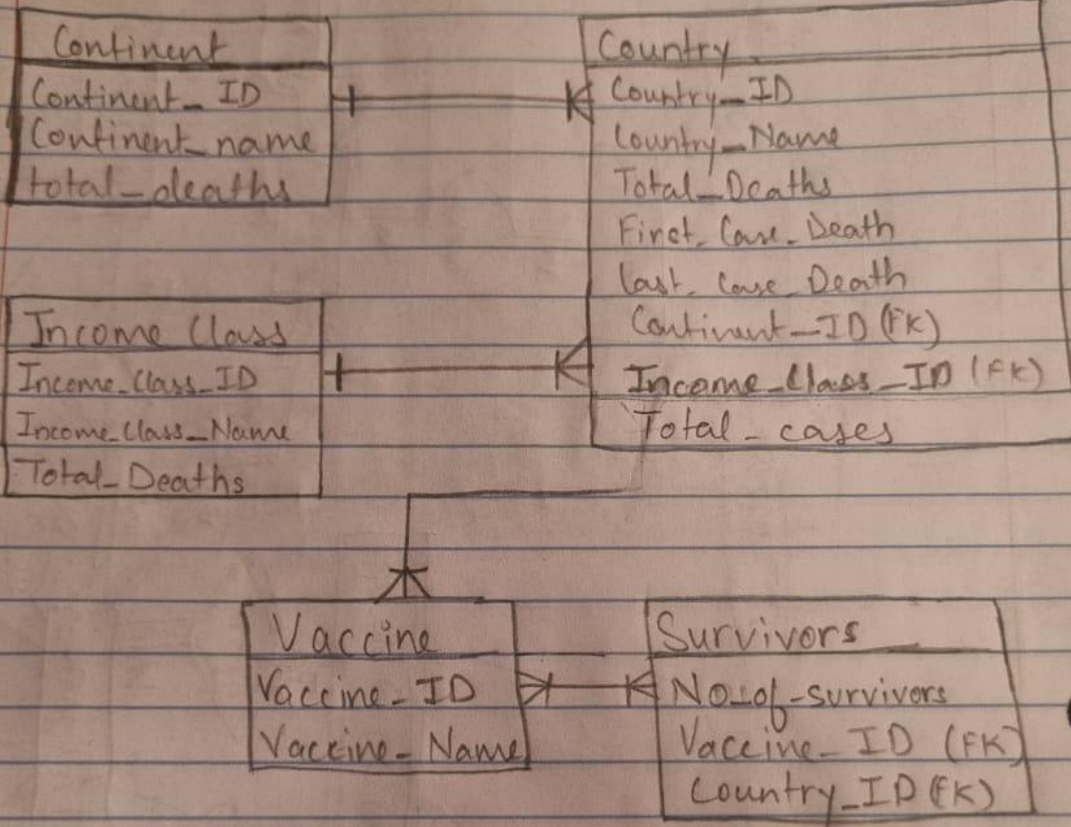 Continent
Continent_ID
Continent_name
total_deaths
Country
Country_ID
Country_Name
Total_Deaths
First_Case_Death
Last_Case_Death
Continent_ID (FK)
Income_Class_ID (FK)
Total_cases
Income Class
Income_Class_ID
Income_Class_Name
Total_Deaths
Vaccine
Vaccine_ID
Vaccine_Name
Survivors
No_of_survivors
Vaccine_ID (FK)
Country_ID (FK)